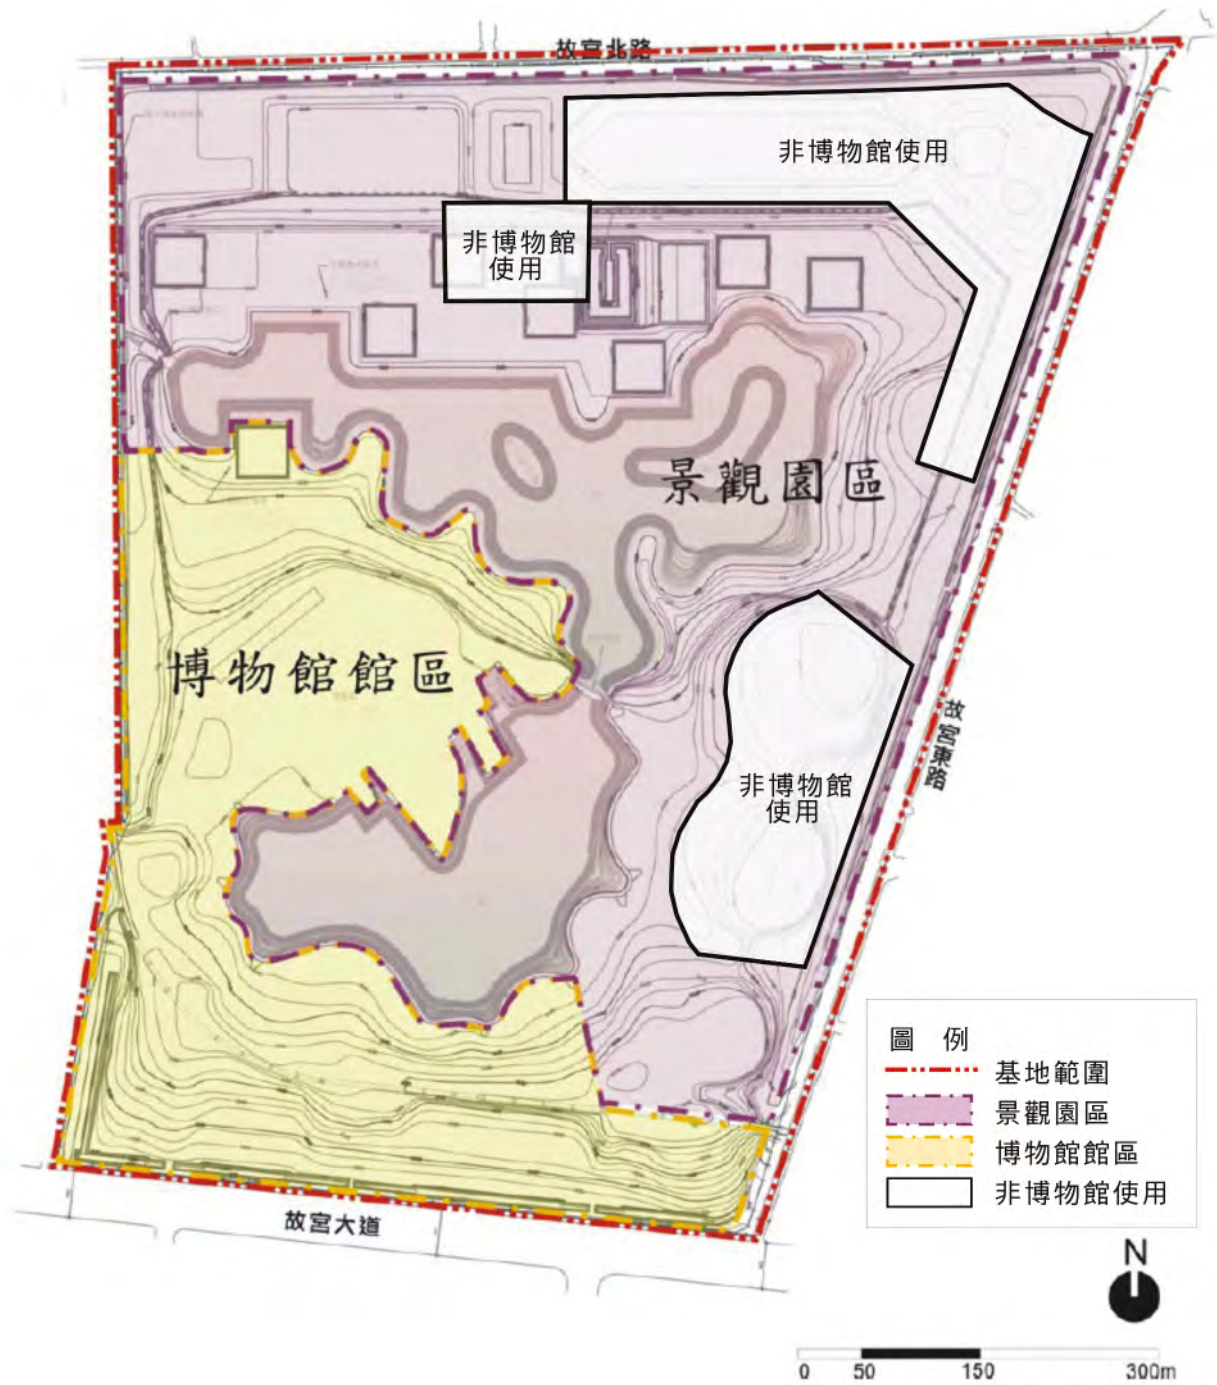 故宮北路
非博物館使用
非博物館
使用
景觀園區
博物館館區
故宮東路
非博物館
使用
圖 例
基地範圍
景觀園區
博物館館區
非博物館使用
故宮大道
N
0 50 150 300m